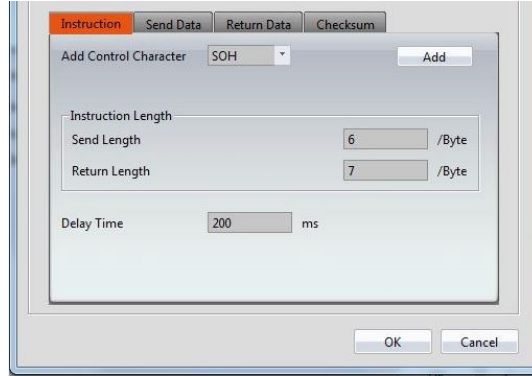 Instruction Send Data Return Data Checksum
Add Control Character SOH Add
Instruction Length
Send Length 6 /Byte
Return Length 7 /Byte
Delay Time 200 ms
OK Cancel